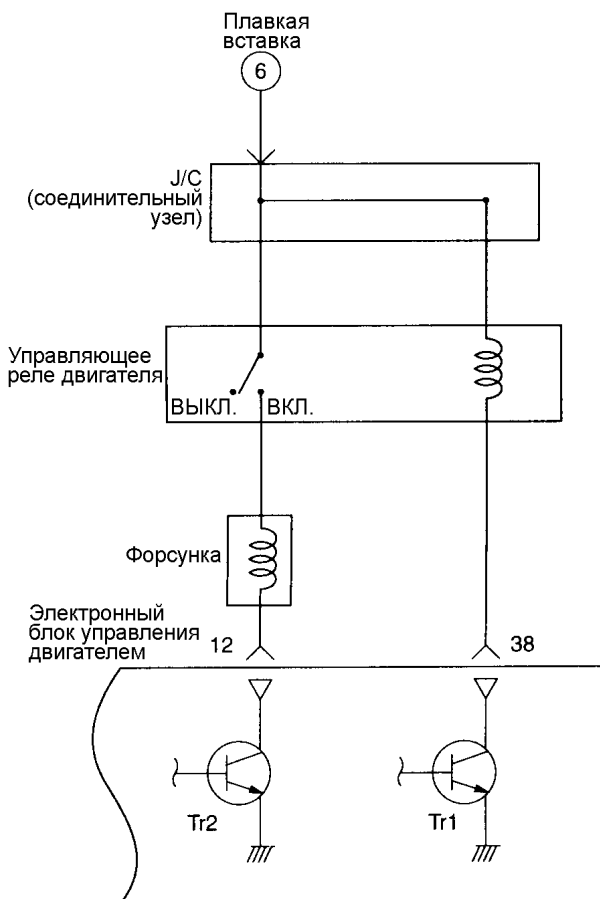 Плавкая
вставка
6
J/C
(соединительный
узел)
Управляющее
реле двигателя
ВЫКЛ.
ВКЛ.
Форсунка
Электронный
блок управления
двигателем
12
38
Tr2
Tr1